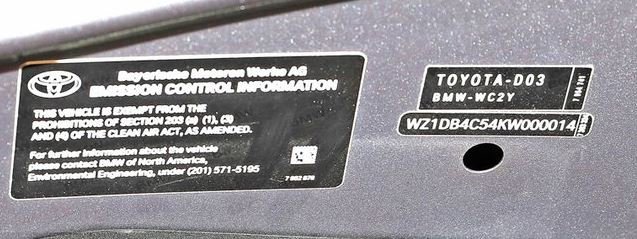 Bayerische Motoren Werke AG
EMISSION CONTROL INFORMATION
THIS VEHICLE IS EXEMPT FROM THE
PROHIBITIONS OF SECTION 203 (a) (1), (3)
AND (4) OF THE CLEAN AIR ACT, AS AMENDED.
For further information about the vehicle
please contact BMW of North America,
Environmental Engineering, under (201) 571-5195
TOYOTA-D03
BMW-WC2Y
WZ1DB4C54KW000014